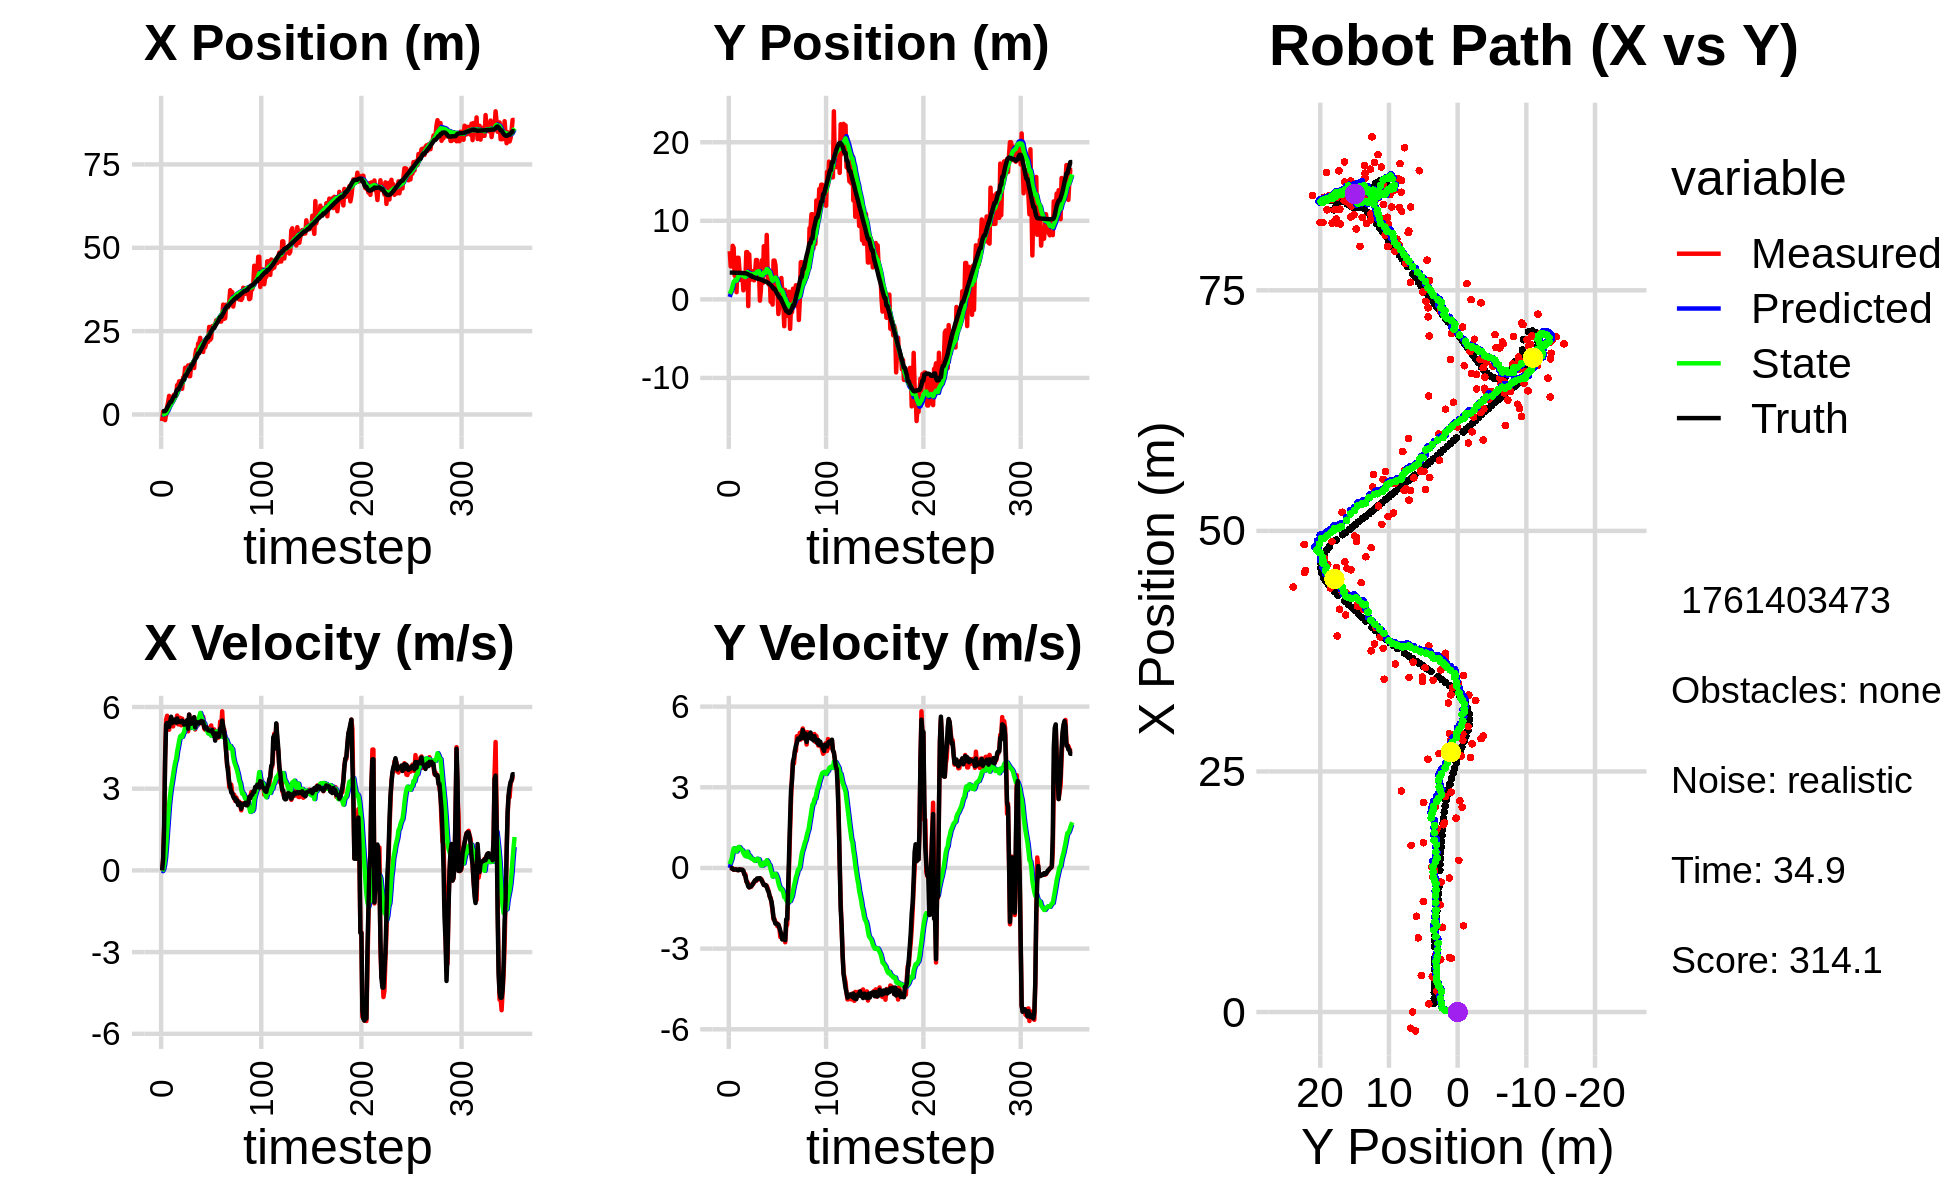 X Position (m)
75
50
25
0
0
100
200
300
timestep
Y Position (m)
20
10
0
-10
0
100
200
300
timestep
X Velocity (m/s)
6
3
0
-3
-6
0
100
200
300
timestep
Y Velocity (m/s)
6
3
0
-3
-6
0
100
200
300
timestep
Robot Path (X vs Y)
X Position (m)
75
50
25
0
20 10 0 -10 -20
Y Position (m)
variable
Measured
Predicted
State
Truth
1761403473
Obstacles: none
Noise: realistic
Time: 34.9
Score: 314.1